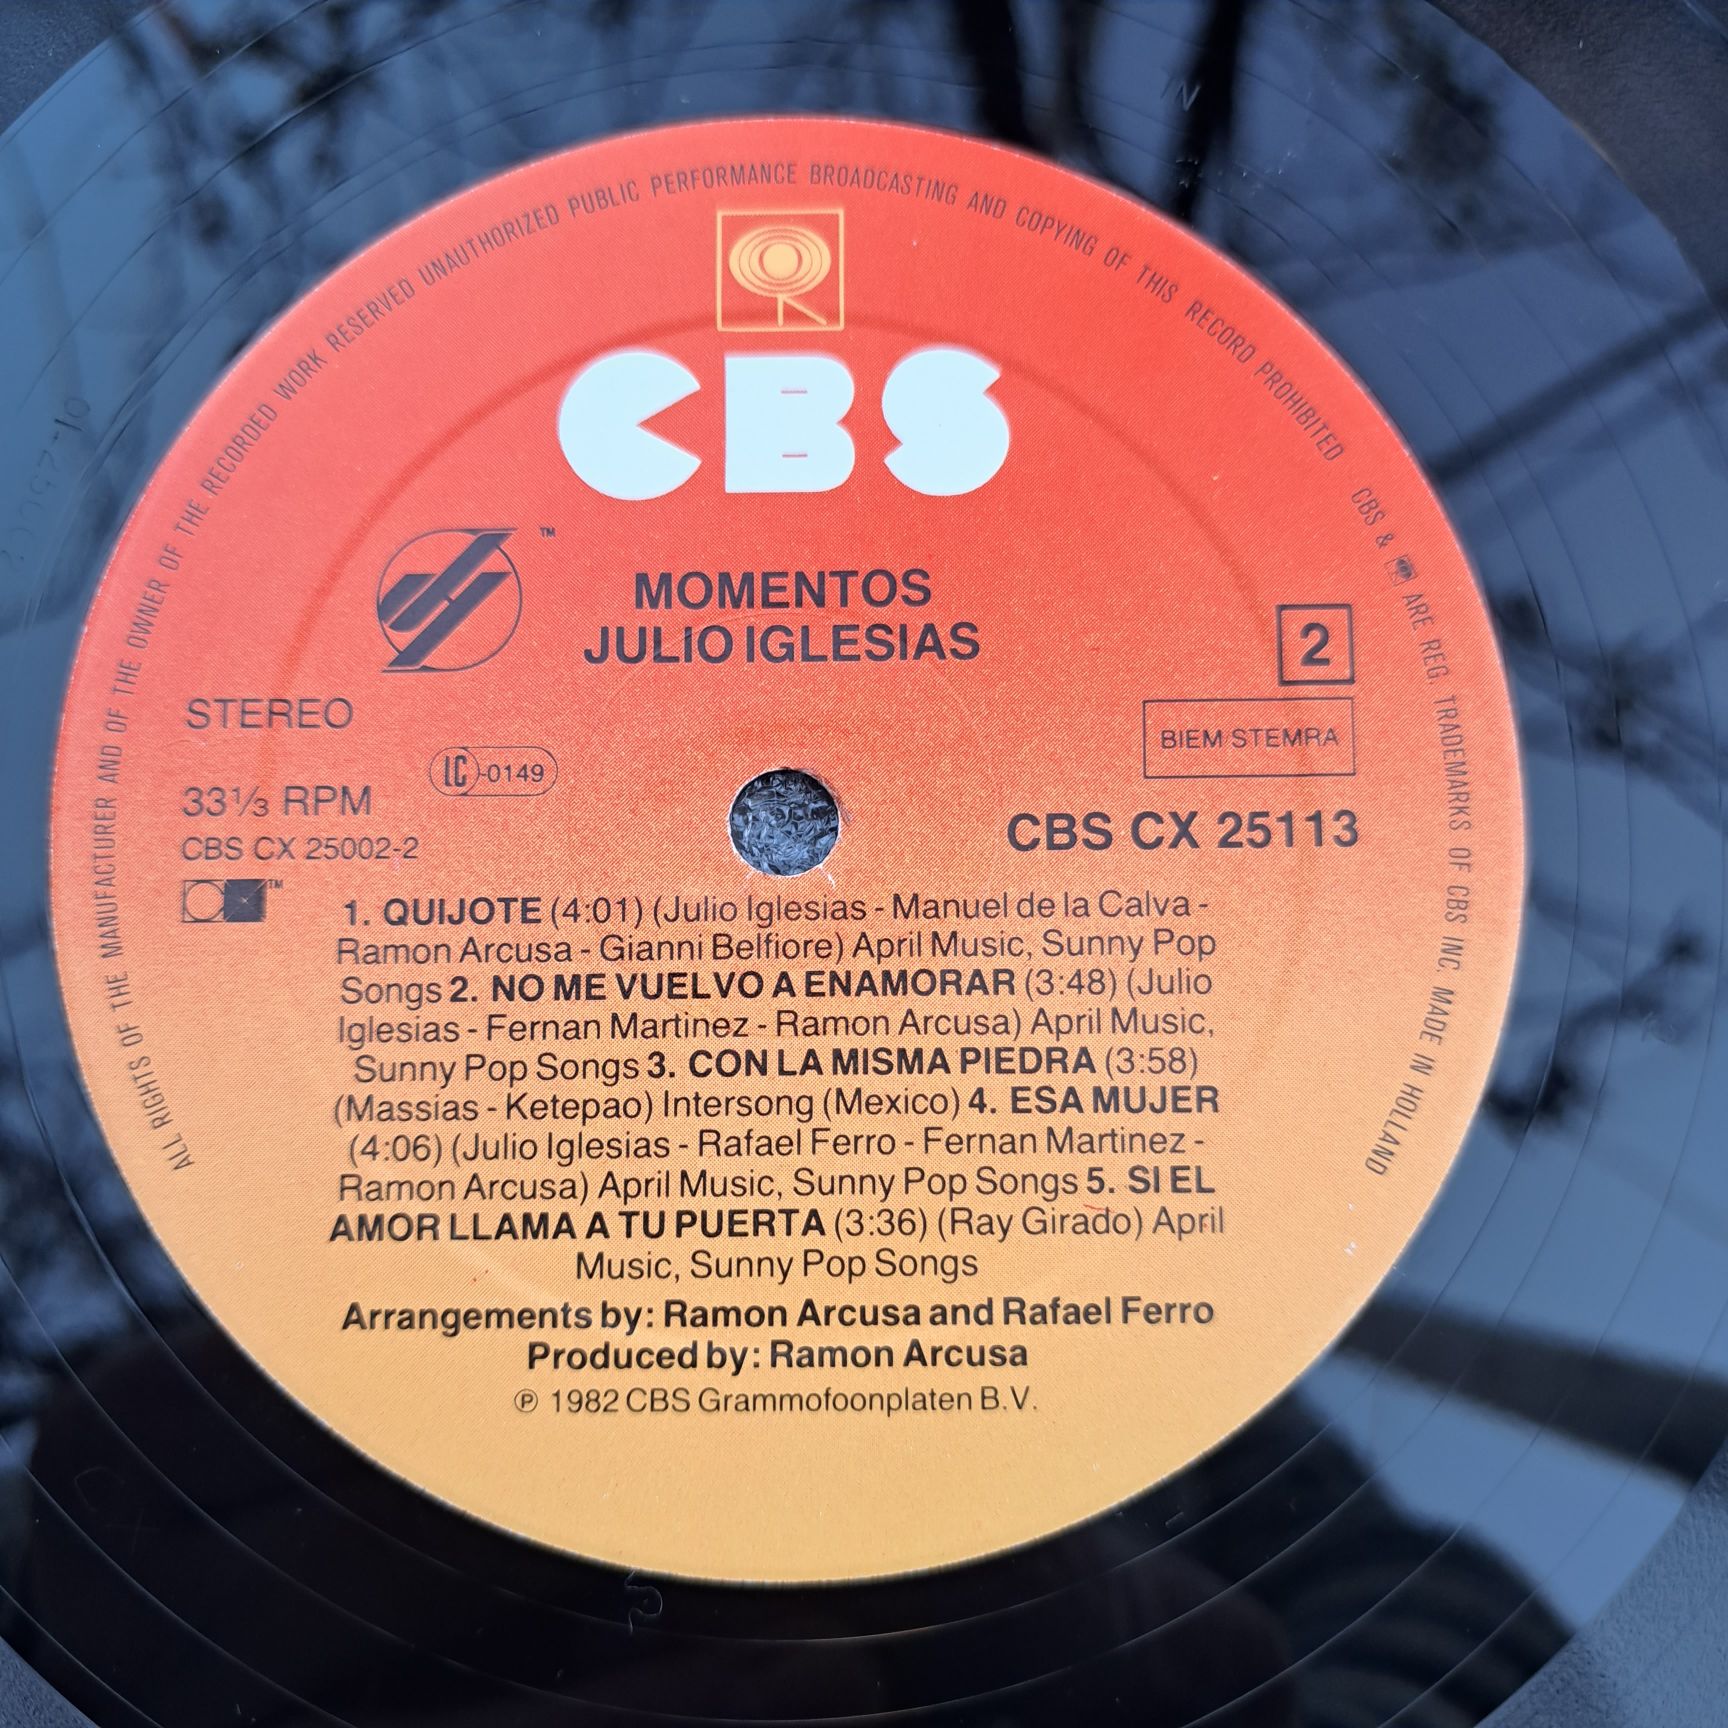 ALL RIGHTS OF THE MANUFACTURER AND OF THE OWNER OF THE RECORDED WORK RESERVED UNAUTHORIZED PUBLIC PERFORMANCE BROADCASTING AND COPYING OF THIS RECORD PROHIBITED
CBS & ARE REG. TRADEMARKS OF CBS INC. MADE IN HOLLAND
CBS
™
MOMENTOS
JULIO IGLESIAS
2
STEREO
BIEM/STEMRA
LC-0149
33⅓ RPM
CBS CX 25113
CBS CX 25002-2
™
1. QUIJOTE (4:01) (Julio Iglesias - Manuel de la Calva -
Ramon Arcusa - Gianni Belfiore) April Music, Sunny Pop
Songs 2. NO ME VUELVO A ENAMORAR (3:48) (Julio
Iglesias - Fernan Martinez - Ramon Arcusa) April Music,
Sunny Pop Songs 3. CON LA MISMA PIEDRA (3:58)
(Massias - Ketepao) Intersong (Mexico) 4. ESA MUJER
(4:06) (Julio Iglesias - Rafael Ferro - Fernan Martinez -
Ramon Arcusa) April Music, Sunny Pop Songs 5. SI EL
AMOR LLAMA A TU PUERTA (3:36) (Ray Girado) April
Music, Sunny Pop Songs
Arrangements by: Ramon Arcusa and Rafael Ferro
Produced by: Ramon Arcusa
℗ 1982 CBS Grammofoonplaten B.V.